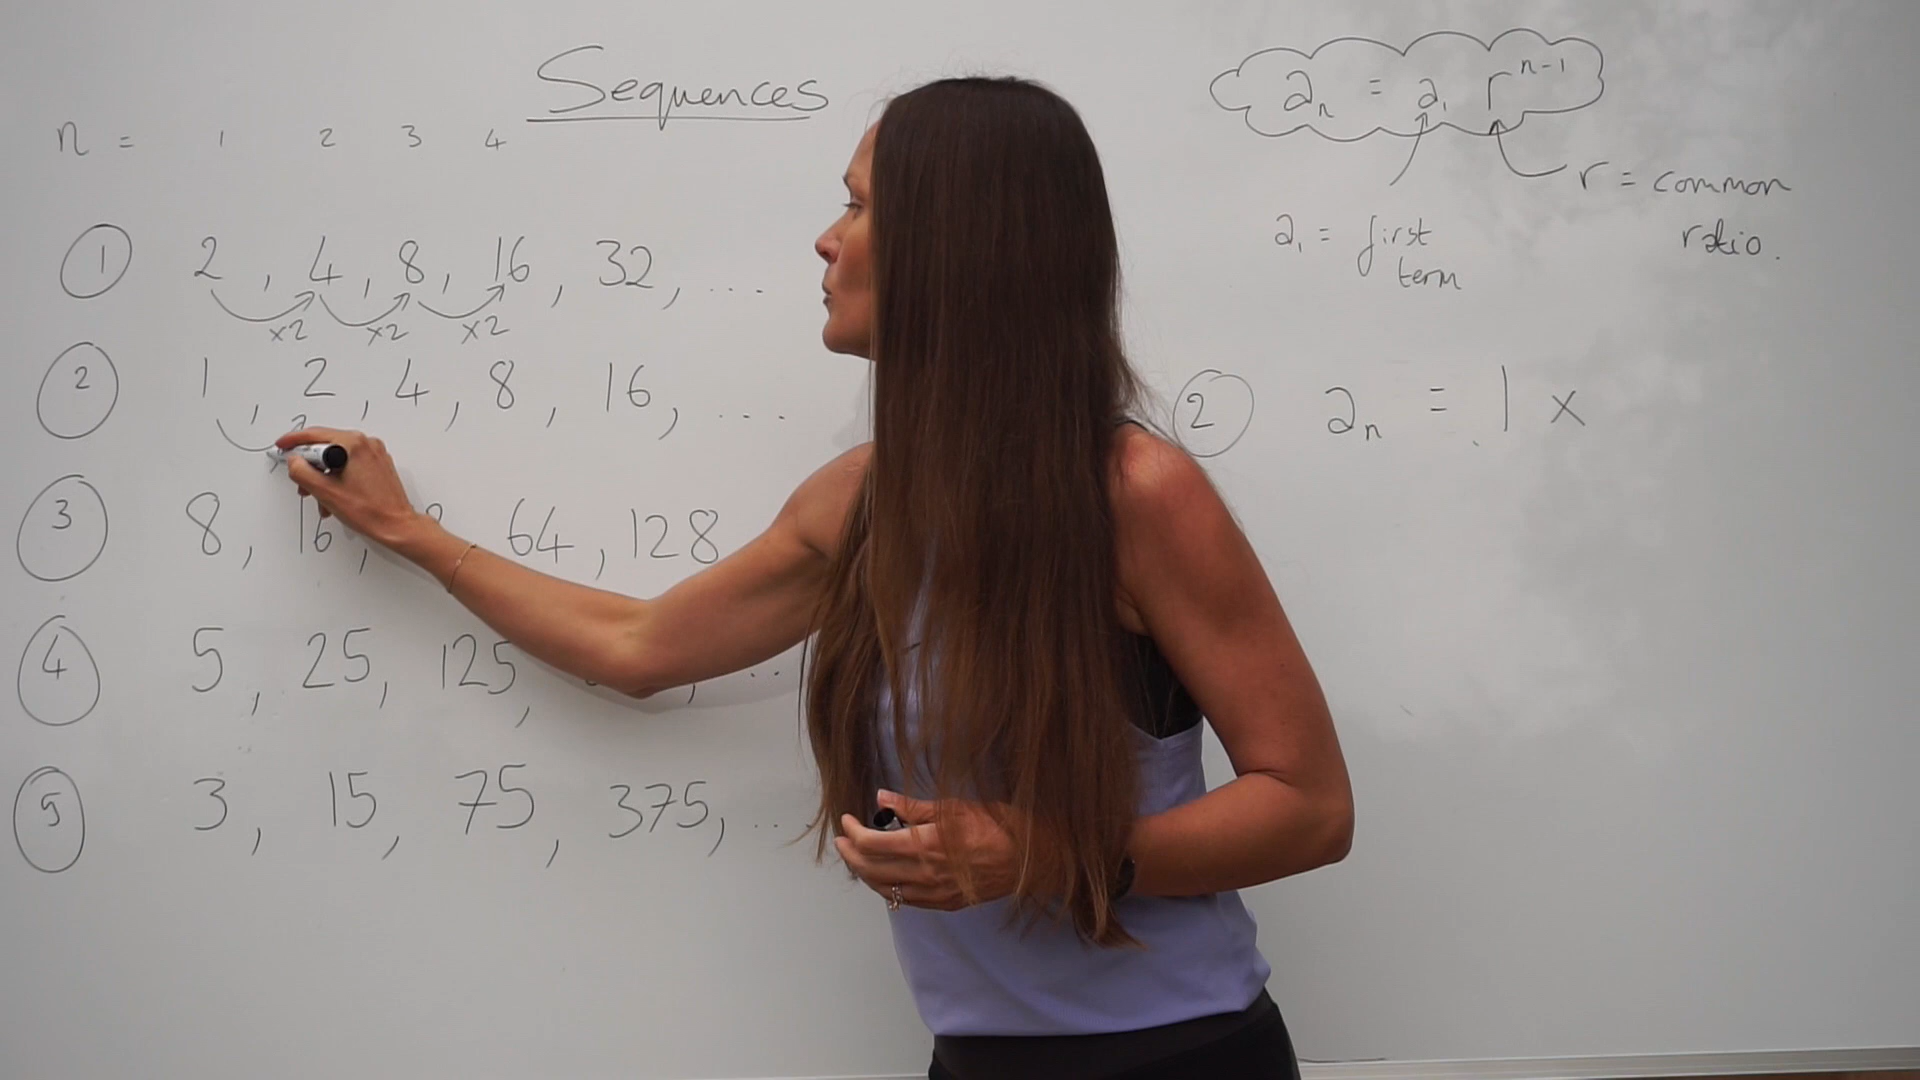 Sequences
n = 1 2 3 4
① 2, 4, 8, 16, 32, ...
x2 x2 x2
② 1, 2, 4, 8, 16, ...
③ 8, 16, 64, 128
④ 5, 25, 125,
⑤ 3, 15, 75, 375, ...
aₙ = a₁ rⁿ⁻¹
r = common
ratio.
a₁ = first
term
② aₙ = 1 x